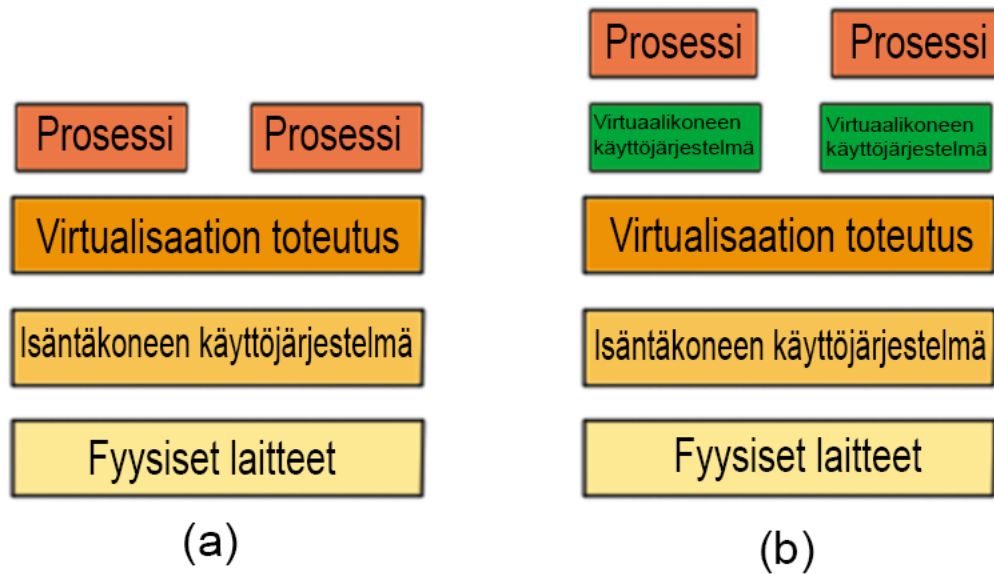 Prosessi
Prosessi
Virtualisaation toteutus
Isäntäkoneen käyttöjärjestelmä
Fyysiset laitteet
(a)
Prosessi
Prosessi
Virtuaalikoneen
käyttöjärjestelmä
Virtuaalikoneen
käyttöjärjestelmä
Virtualisaation toteutus
Isäntäkoneen käyttöjärjestelmä
Fyysiset laitteet
(b)